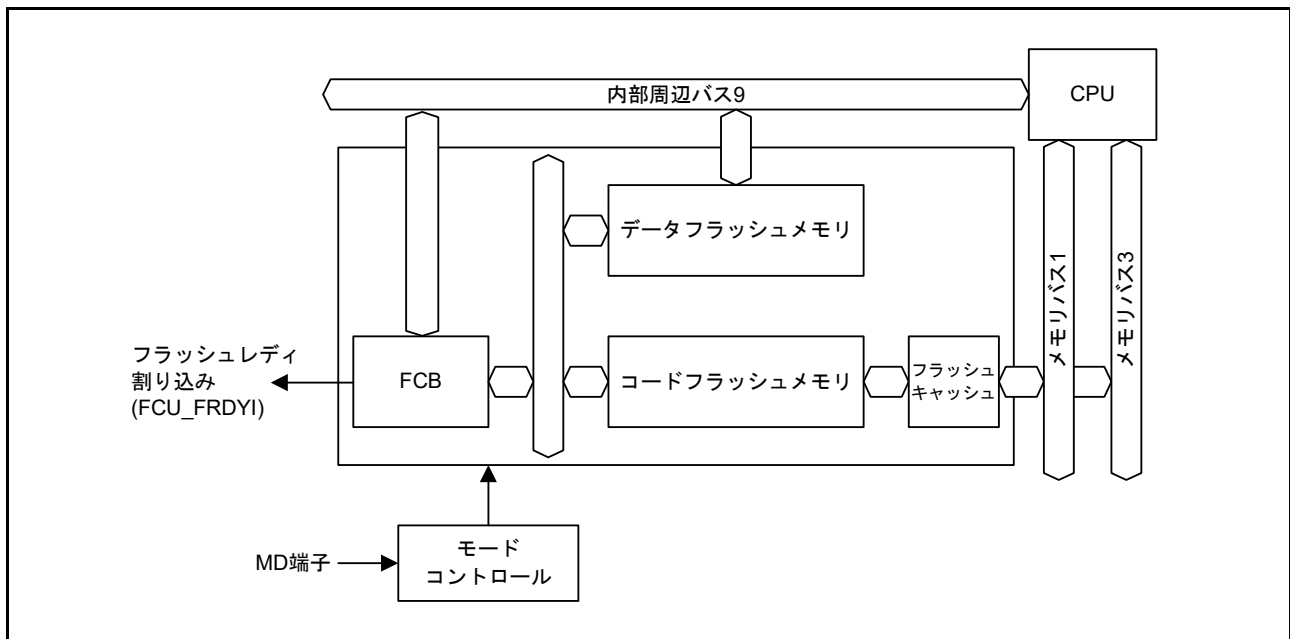 内部周辺バス9
CPU
データフラッシュメモリ
メモリバス1
メモリバス3
フラッシュレディ
割り込み
(FCU_FRDYI)
FCB
コードフラッシュメモリ
フラッシュ
キャッシュ
MD端子
モード
コントロール